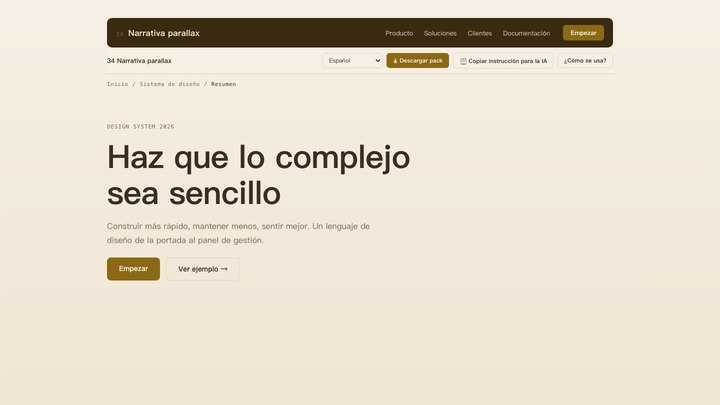 34 Narrativa parallax
Producto Soluciones Clientes Documentación Empezar
34 Narrativa parallax
Español
Descargar pack
Copiar instrucción para la IA
¿Cómo se usa?
Inicio / Sistema de diseño / Resumen
DESIGN SYSTEM 2026
Haz que lo complejo
sea sencillo
Construir más rápido, mantener menos, sentir mejor. Un lenguaje de
diseño de la portada al panel de gestión.
Empezar
Ver ejemplo →